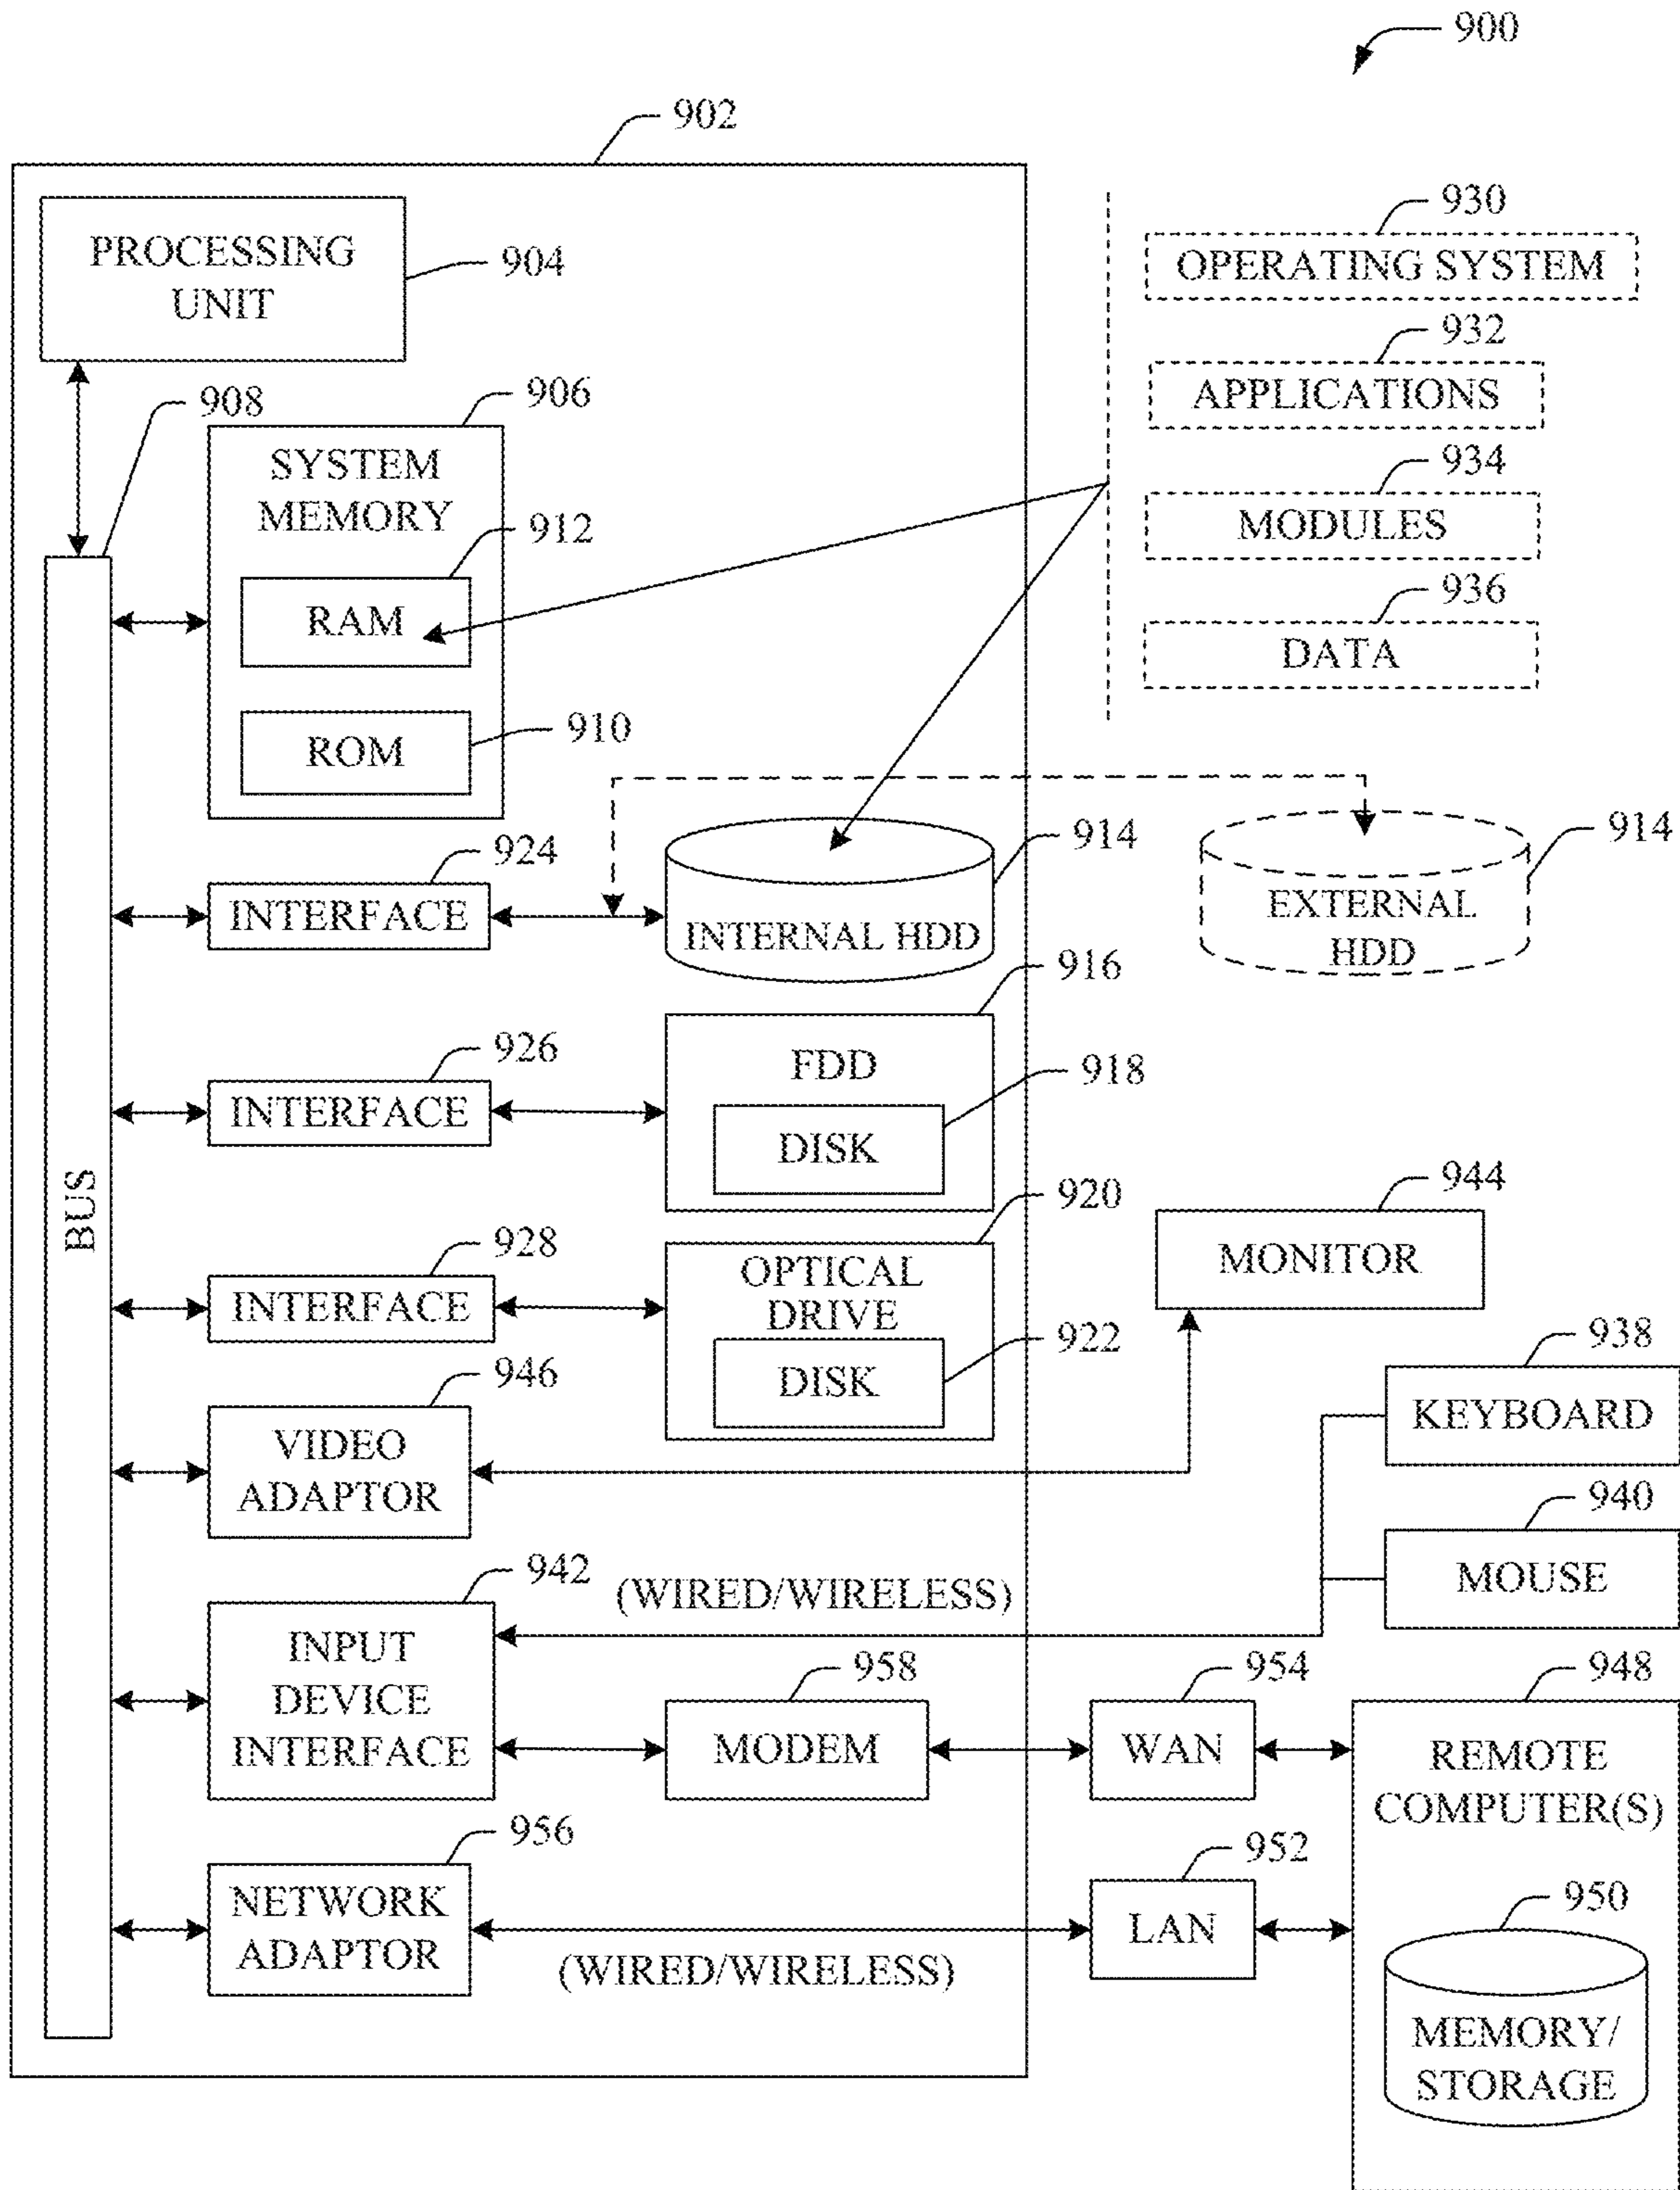 900
902
PROCESSING
UNIT
904
930
OPERATING SYSTEM
932
APPLICATIONS
934
MODULES
936
DATA
908
906
SYSTEM
MEMORY
912
RAM
910
ROM
BUS
924
INTERFACE
914
INTERNAL HDD
914
EXTERNAL
HDD
926
INTERFACE
916
FDD
918
DISK
928
INTERFACE
920
OPTICAL
DRIVE
922
DISK
944
MONITOR
946
VIDEO
ADAPTOR
938
KEYBOARD
940
MOUSE
942
INPUT
DEVICE
INTERFACE
(WIRED/WIRELESS)
958
MODEM
954
WAN
948
REMOTE
COMPUTER(S)
956
NETWORK
ADAPTOR
(WIRED/WIRELESS)
952
LAN
950
MEMORY/
STORAGE